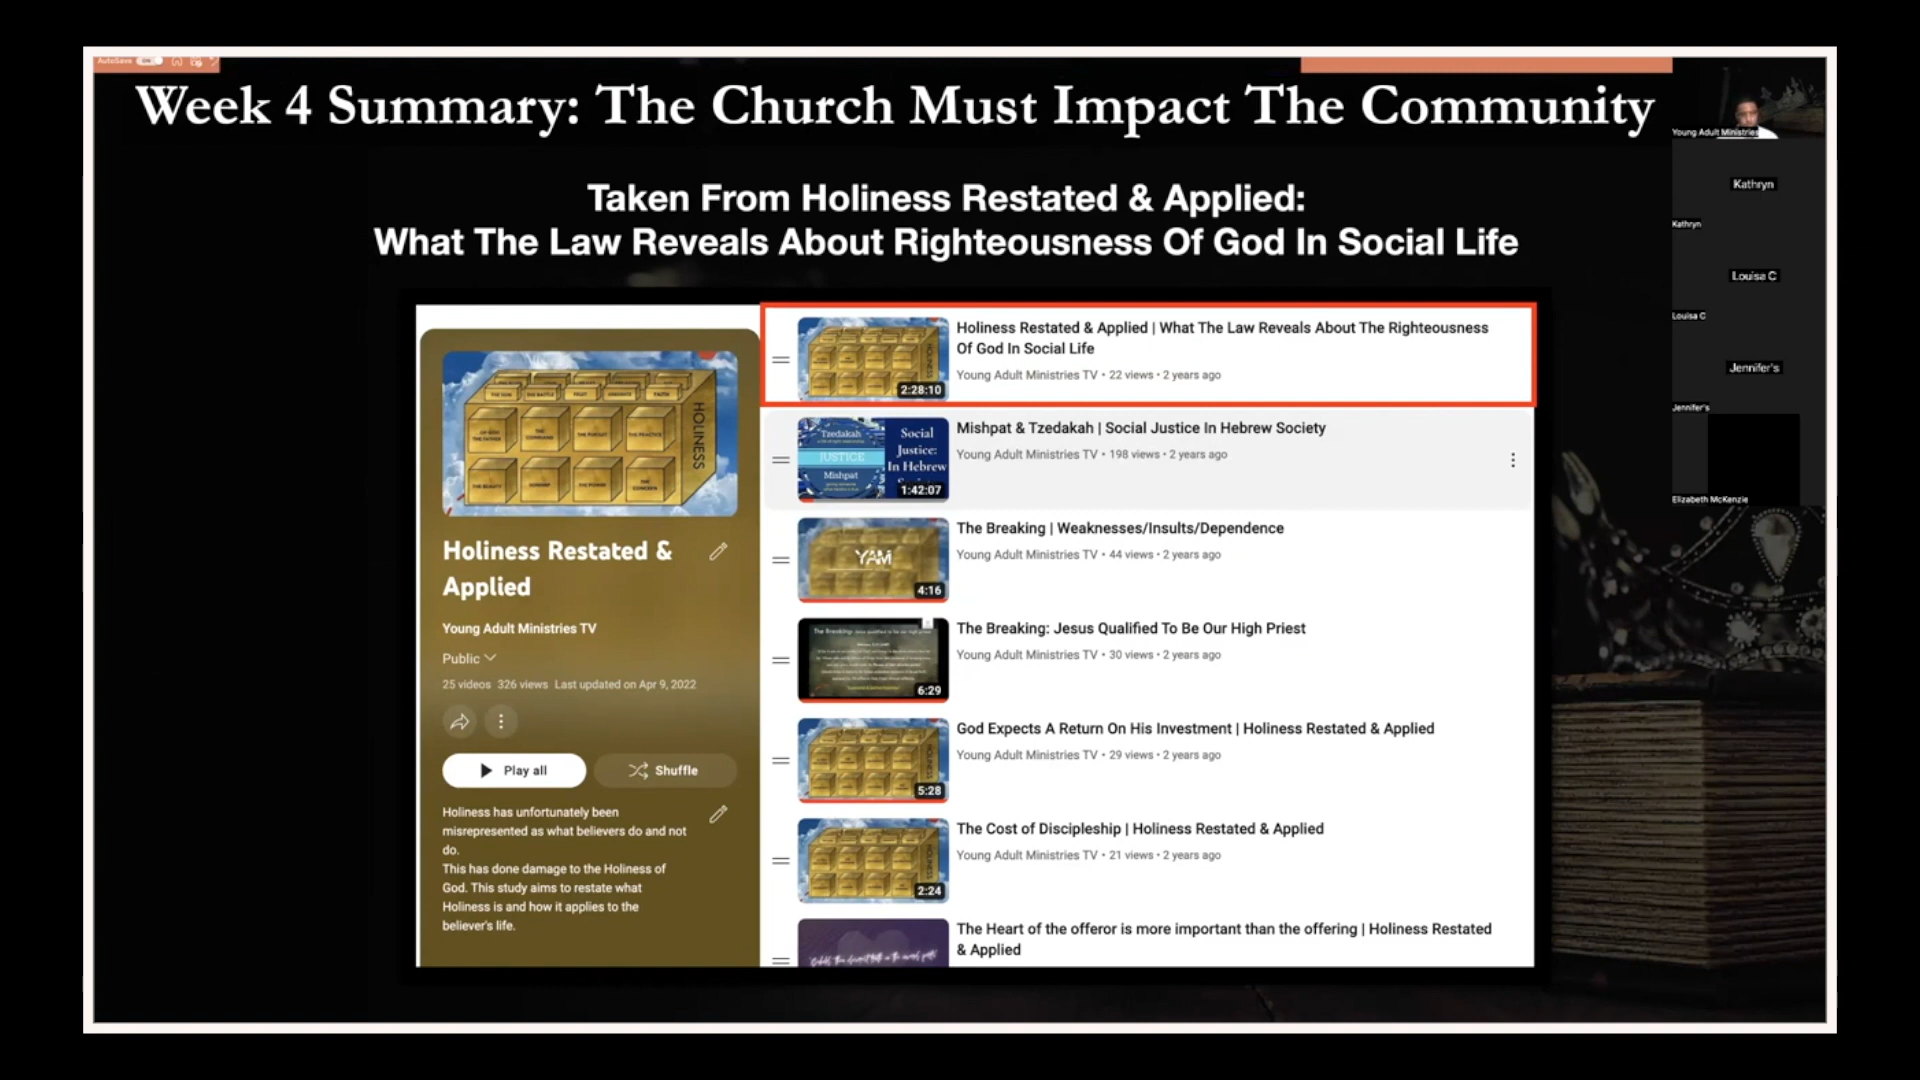 AutoSave ON
Week 4 Summary: The Church Must Impact The Community
Taken From Holiness Restated & Applied:
What The Law Reveals About Righteousness Of God In Social Life
HOLINESS
Holiness Restated &
Applied
Young Adult Ministries TV
Public
25 videos 326 views Last updated on Apr 9, 2022
Play all
Shuffle
Holiness has unfortunately been
misrepresented as what believers do and not
do.
This has done damage to the Holiness of
God. This study aims to restate what
Holiness is and how it applies to the
believer's life.
2:28:10
Holiness Restated & Applied | What The Law Reveals About The Righteousness
Of God In Social Life
Young Adult Ministries TV • 22 views • 2 years ago
Tzedakah
JUSTICE
Mishpat
Social
Justice:
In Hebrew
1:42:07
Mishpat & Tzedakah | Social Justice In Hebrew Society
Young Adult Ministries TV • 198 views • 2 years ago
YAM
4:16
The Breaking | Weaknesses/Insults/Dependence
Young Adult Ministries TV • 44 views • 2 years ago
6:29
The Breaking: Jesus Qualified To Be Our High Priest
Young Adult Ministries TV • 30 views • 2 years ago
5:28
God Expects A Return On His Investment | Holiness Restated & Applied
Young Adult Ministries TV • 29 views • 2 years ago
2:24
The Cost of Discipleship | Holiness Restated & Applied
Young Adult Ministries TV • 21 views • 2 years ago
The Heart of the offeror is more important than the offering | Holiness Restated
& Applied
Young Adult Ministries
Kathryn
Kathryn
Louisa C
Louisa C
Jennifer's
Jennifer's
Elizabeth McKenzie